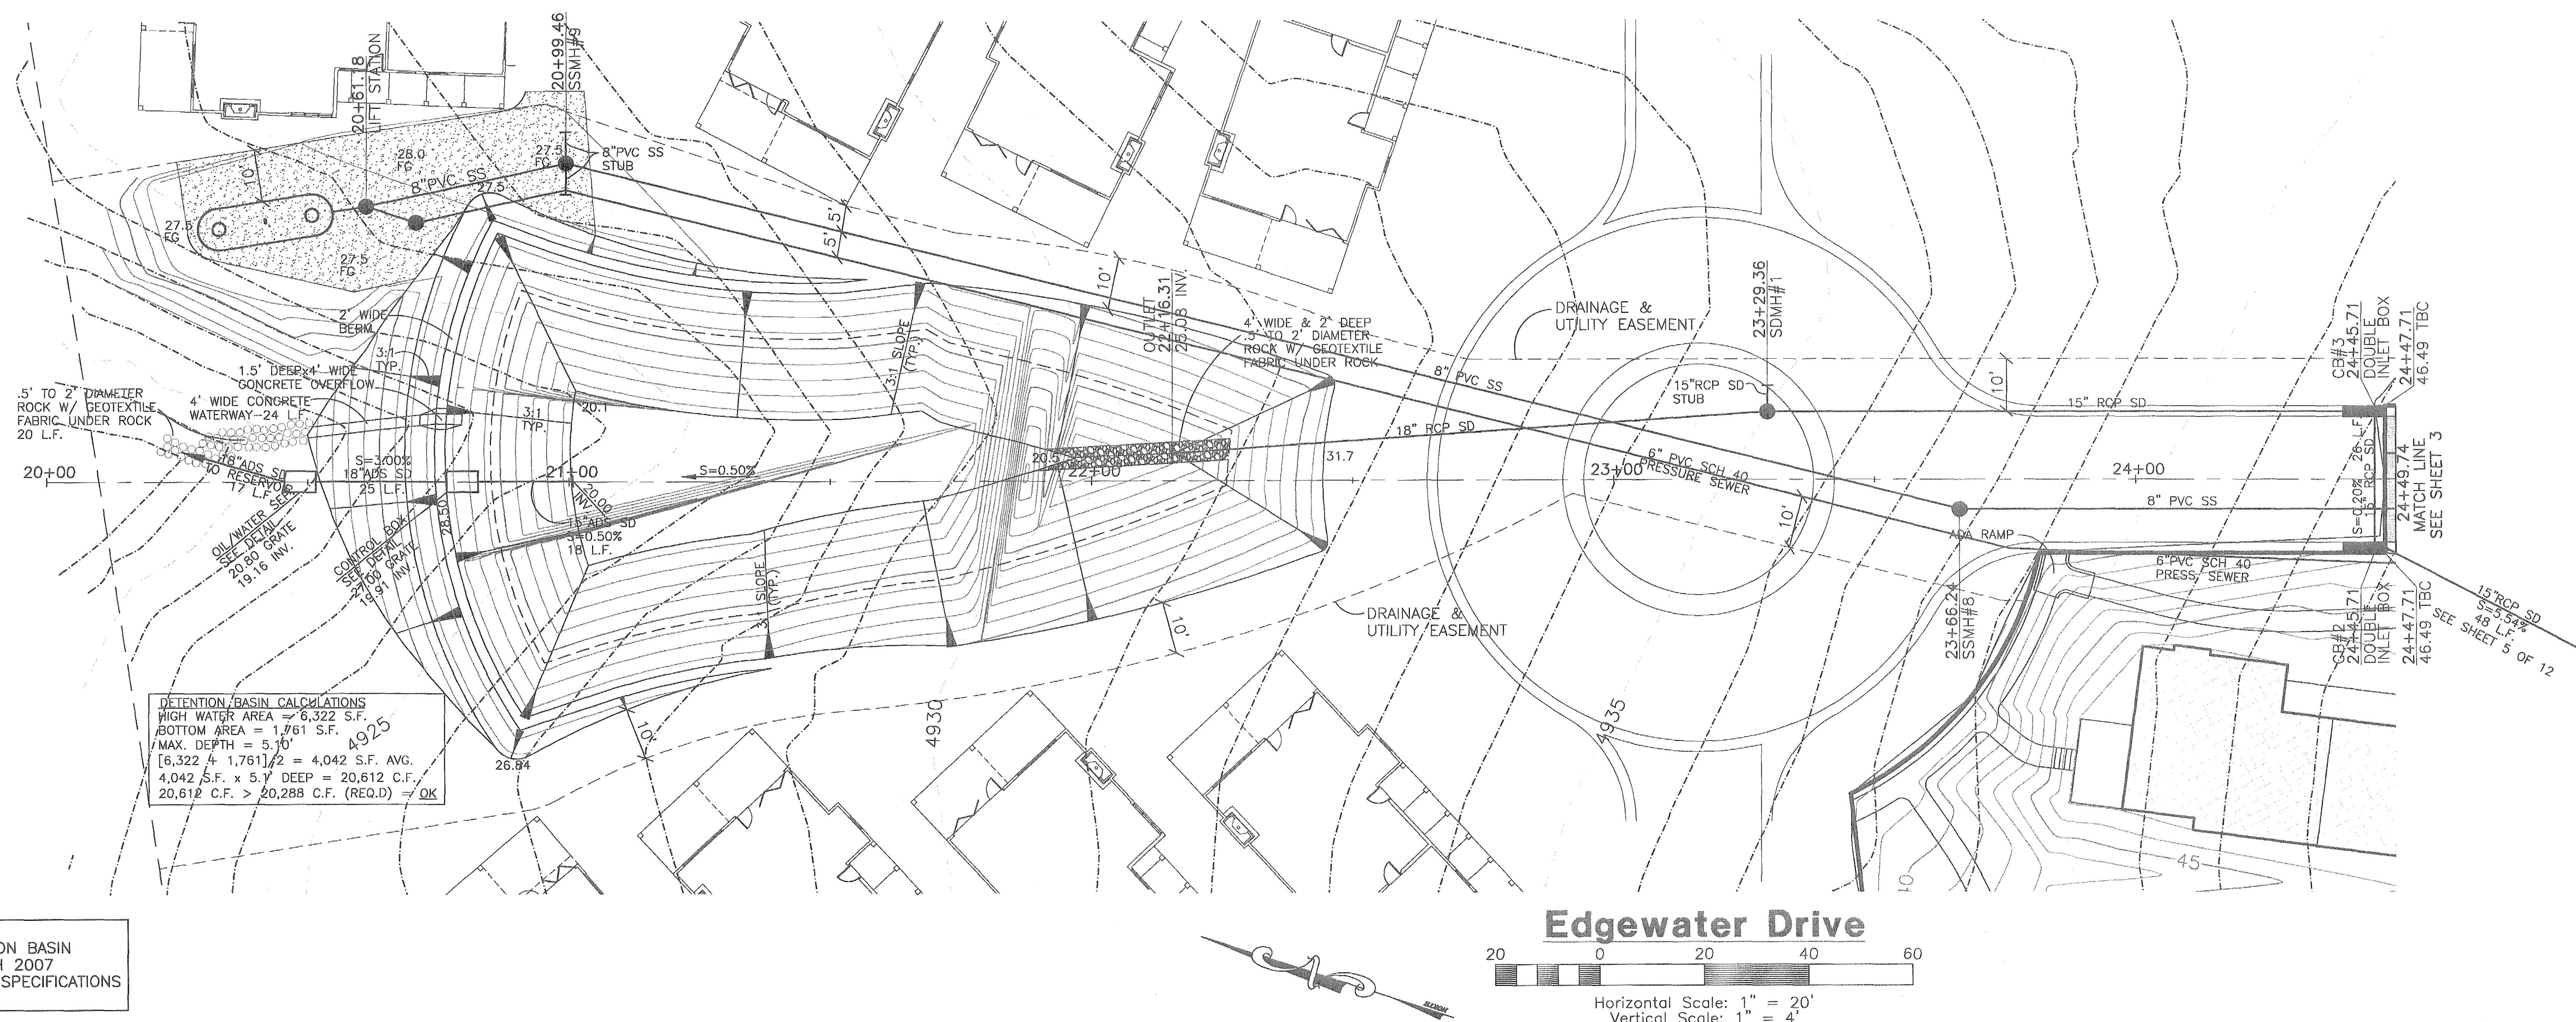 20+61.18
LIFT STATION
20+99.46
SSMH#9
28.0
FG
27.5
FG
8"PVC SS
STUB
8"PVC SS
27.5
10'
27.5
FG
27.5
FG
5'
5'
10'
2' WIDE
BERM
3:1
TYP.
1.5' DEEPx4' WIDE
CONCRETE OVERFLOW
4' WIDE CONCRETE
WATERWAY-24 L.F.
.5' TO 2' DIAMETER
ROCK W/ GEOTEXTILE
FABRIC UNDER ROCK
20 L.F.
3:1
TYP.
20.1
3:1 SLOPE
(TYP.)
OUTLET
22+16.31
25.08 INV.
4' WIDE & 2' DEEP
.5' TO 2' DIAMETER
ROCK W/ GEOTEXTILE
FABRIC UNDER ROCK
DRAINAGE &
UTILITY EASEMENT
23+29.36
SDMH#1
15"RCP SD
STUB
8" PVC SS
18" RCP SD
15" RCP SD
10'
CB#3
24+45.71
DOUBLE
INLET BOX
24+47.71
46.49 TBC
20+00
18"ADS SD
TO RESERVOIR
17 L.F.
S=3.00%
18"ADS SD
25 L.F.
21+00
S=0.50%
20.5
22+00
31.7
6" PVC SCH 40
PRESSURE SEWER
23+00
24+00
S=0.20%
26 L.F.
24+49.74
MATCH LINE
SEE SHEET 3
20.00
INV.
15"ADS SD
S=0.50%
18 L.F.
28.50
OIL/WATER SEP.
SEE DETAIL
20.80 GRATE
19.16 INV.
CONTROL BOX
SEE DETAIL
27.09 GRATE
19.91 INV.
8" PVC SS
10'
ADA RAMP
6"PVC SCH 40
PRESS. SEWER
3:1 SLOPE
(TYP.)
10'
DRAINAGE &
UTILITY EASEMENT
23+66.24
SSMH#8
CB#2
24+45.71
DOUBLE
INLET BOX
24+47.71
46.49 TBC
15"RCP SD
S=5.54%
48 L.F.
SEE SHEET 5 OF 12
DETENTION BASIN CALCULATIONS
HIGH WATER AREA = 6,322 S.F.
BOTTOM AREA = 1,761 S.F.
MAX. DEPTH = 5.10'
[6,322 + 1,761]/2 = 4,042 S.F. AVG.
4,042 S.F. x 5.1' DEEP = 20,612 C.F.
20,612 C.F. > 20,288 C.F. (REQ.D) = OK
4925
26.84
10'
4930
4935
45
ON BASIN
2007
SPECIFICATIONS
Edgewater Drive
20 0 20 40 60
Horizontal Scale: 1" = 20'
Vertical Scale: 1" = 4'